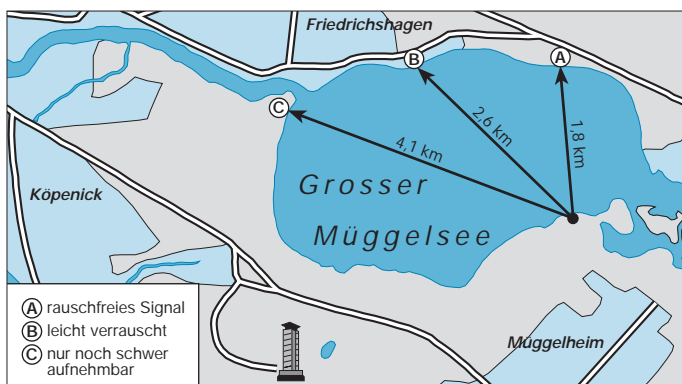 Friedrichshagen
B
A
C
2,6 km
1,8 km
4,1 km
Köpenick
Grosser
Müggelsee
A rauschfreies Signal
B leicht verrauscht
C nur noch schwer
aufnehmbar
Müggelheim